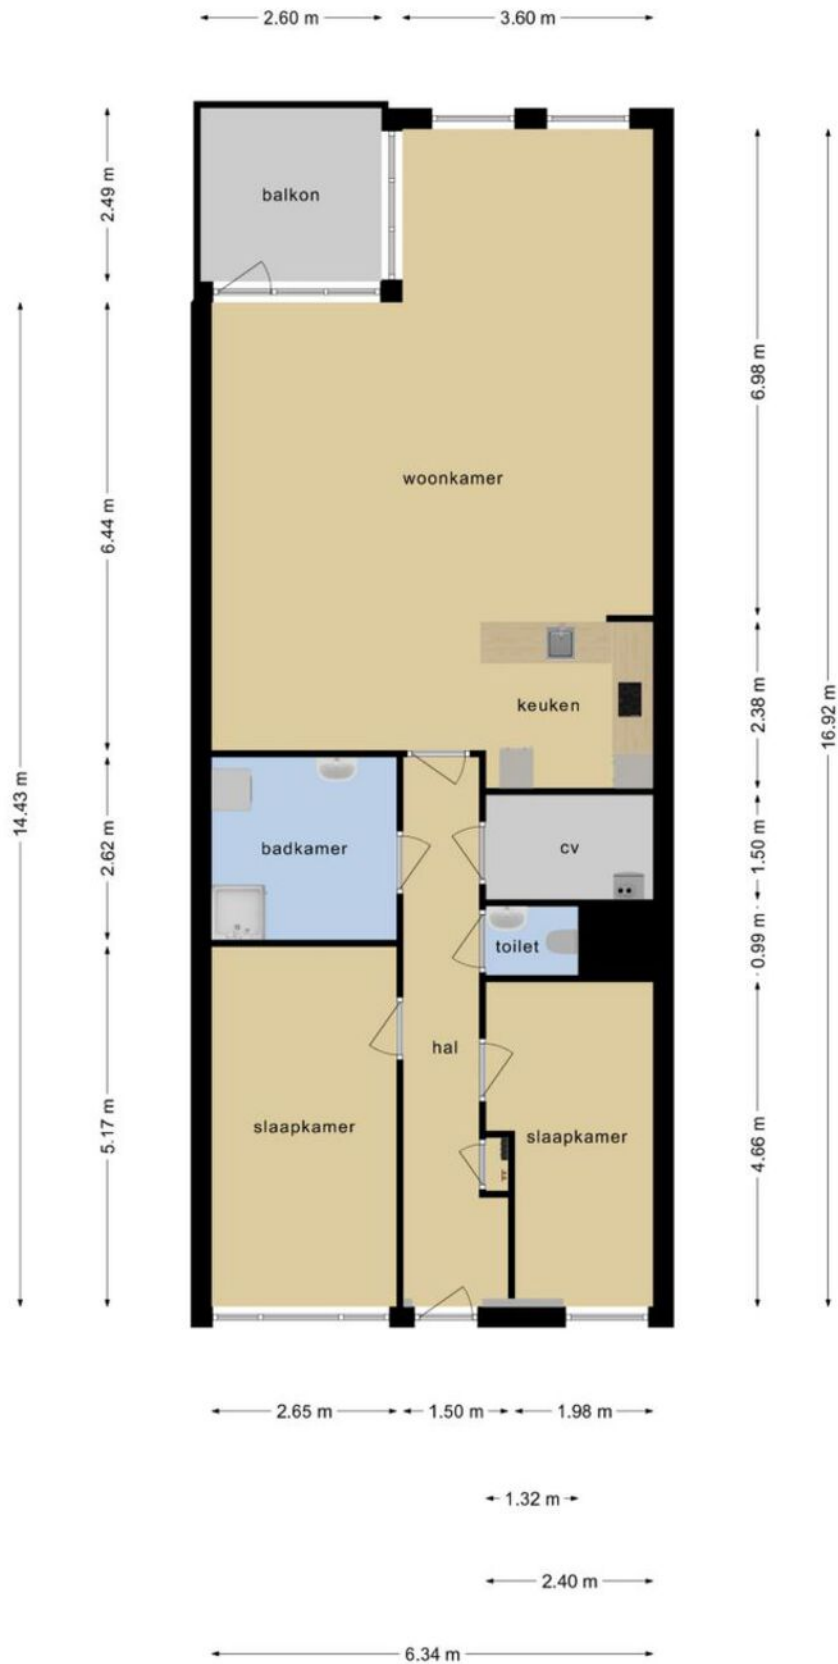 2.60 m
3.60 m
2.49 m
balkon
6.98 m
woonkamer
6.44 m
keuken
2.38 m
16.92 m
14.43 m
2.62 m
badkamer
cv
1.50 m
toilet
0.99 m
hal
5.17 m
slaapkamer
slaapkamer
4.66 m
2.65 m
1.50 m
1.98 m
1.32 m
2.40 m
6.34 m